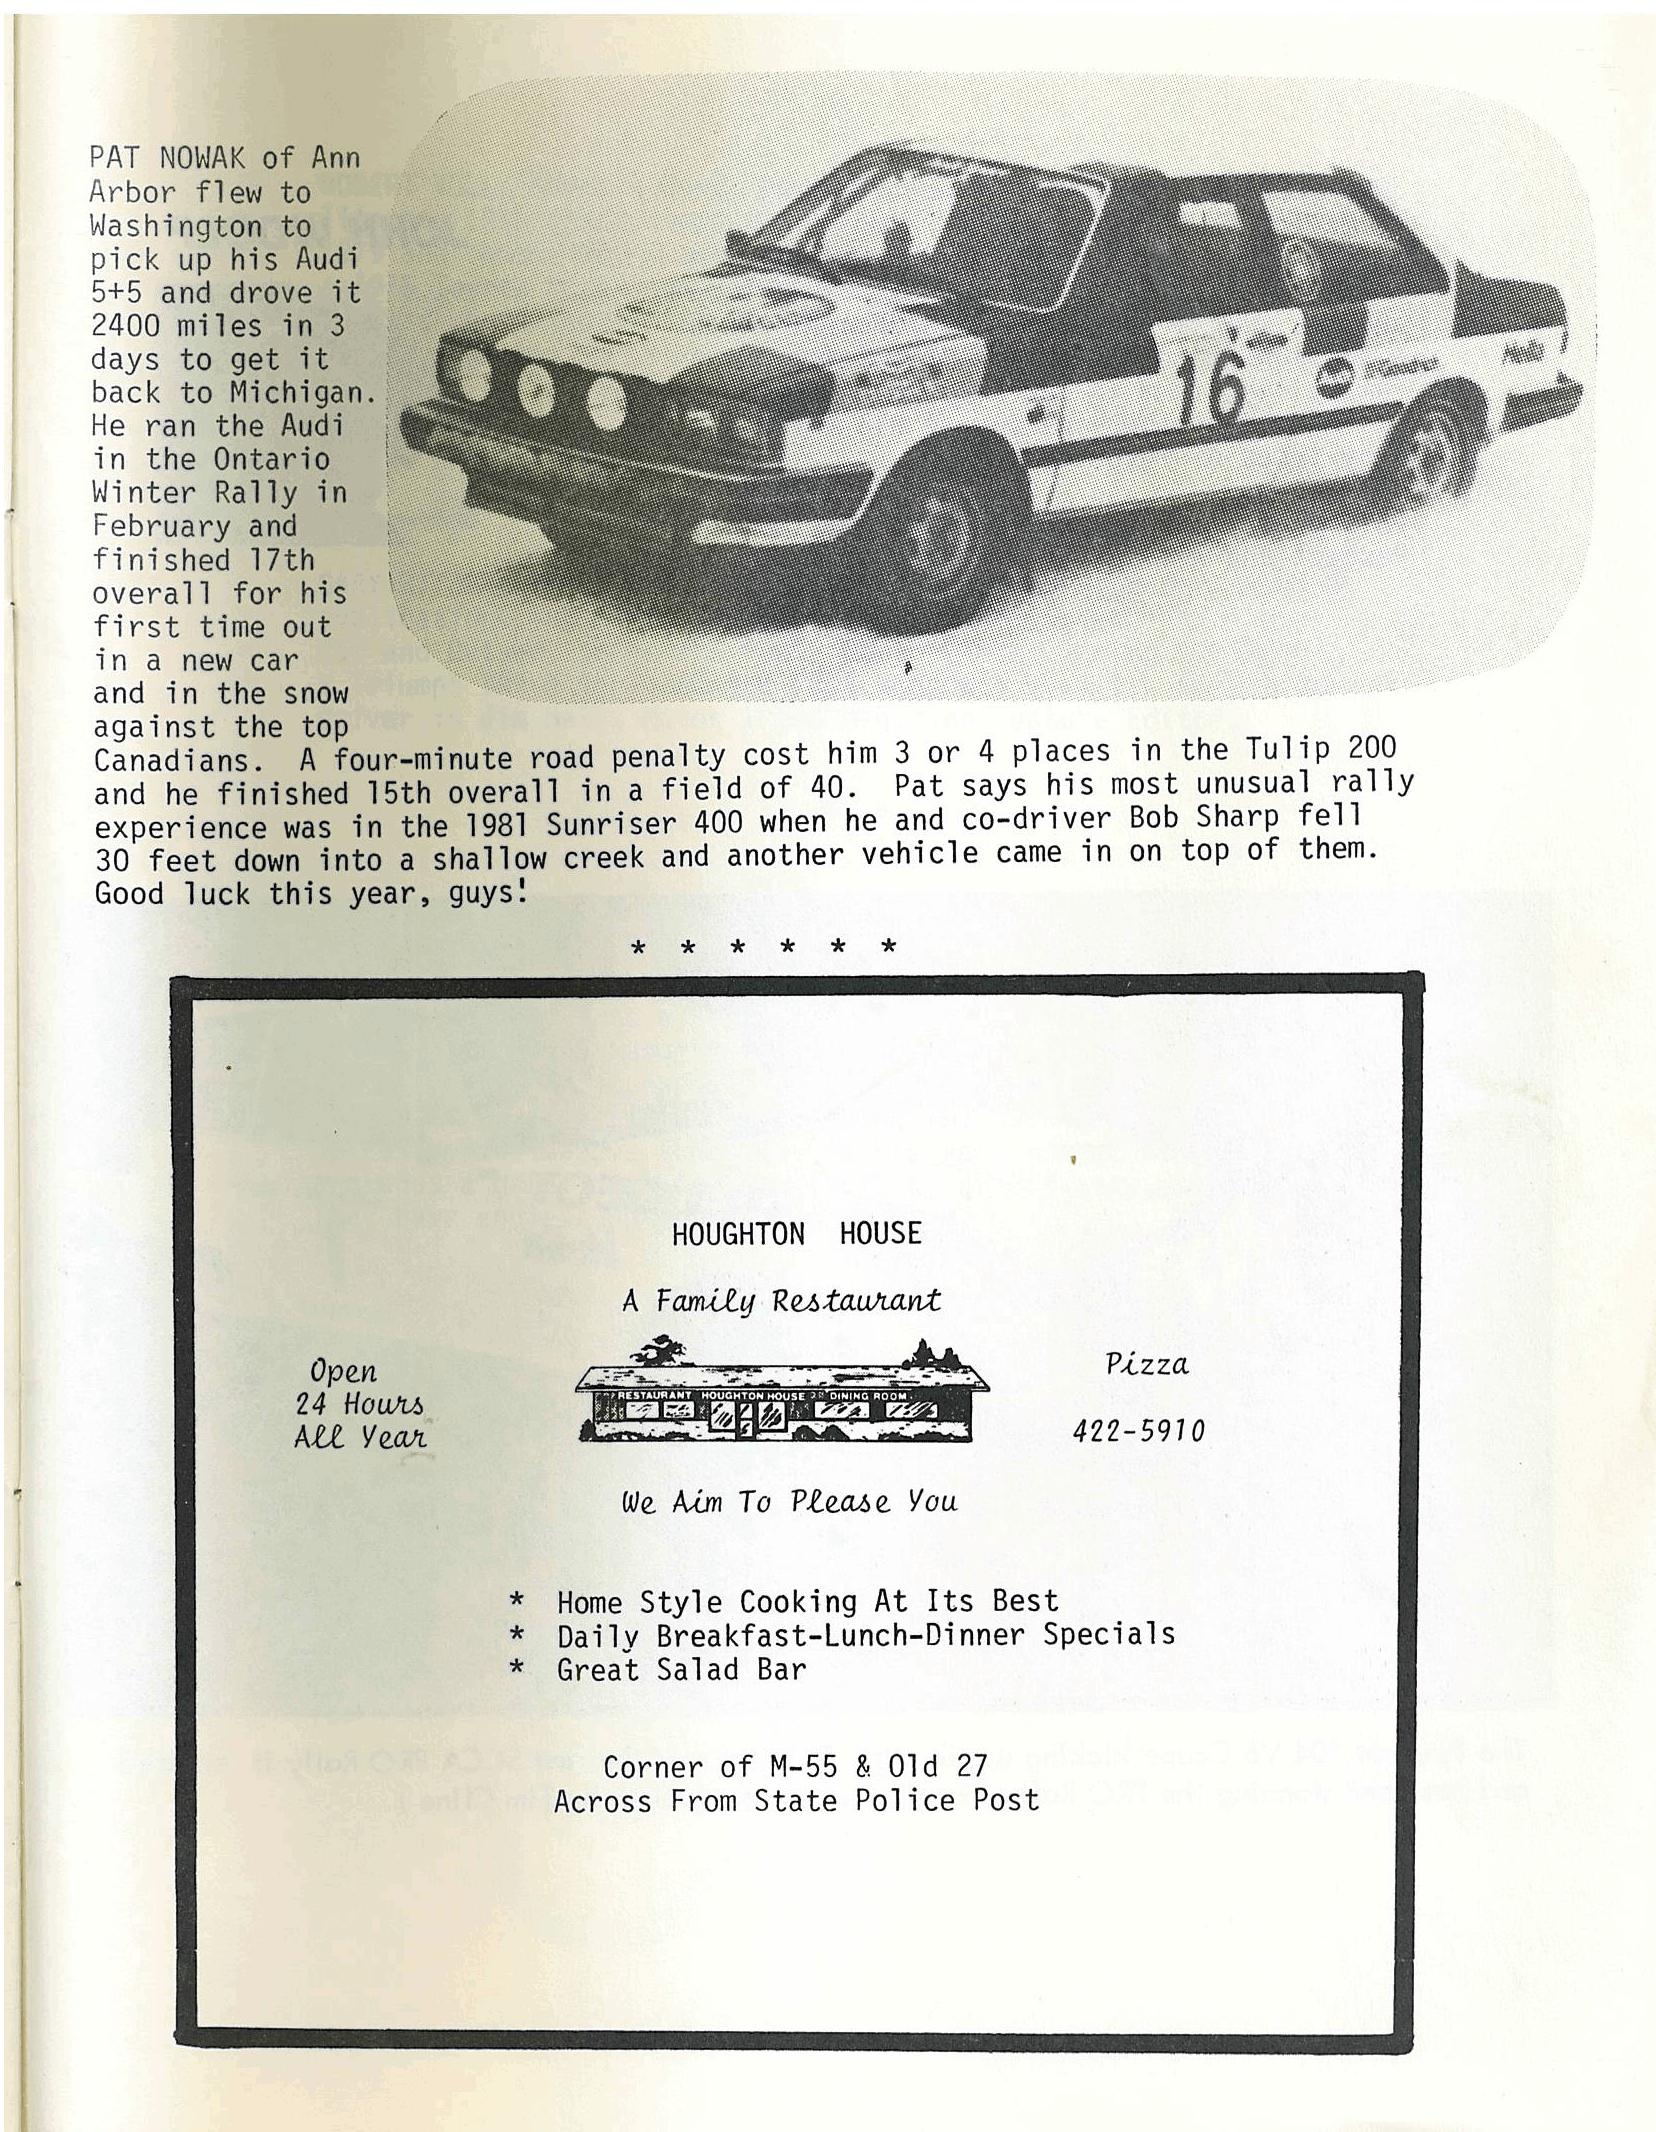 PAT NOWAK of Ann
Arbor flew to
Washington to
pick up his Audi
5+5 and drove it
2400 miles in 3
days to get it
back to Michigan.
He ran the Audi
in the Ontario
Winter Rally in
February and
finished 17th
overall for his
first time out
in a new car
and in the snow
against the top
Canadians.  A four-minute road penalty cost him 3 or 4 places in the Tulip 200
and he finished 15th overall in a field of 40.  Pat says his most unusual rally
experience was in the 1981 Sunriser 400 when he and co-driver Bob Sharp fell
30 feet down into a shallow creek and another vehicle came in on top of them.
Good luck this year, guys!
16
* * * * * *
HOUGHTON HOUSE
A Family Restaurant
Open
24 Hours
All Year
RESTAURANT HOUGHTON HOUSE DINING ROOM
Pizza
422-5910
We Aim To Please You
* Home Style Cooking At Its Best
* Daily Breakfast-Lunch-Dinner Specials
* Great Salad Bar
Corner of M-55 & Old 27
Across From State Police Post